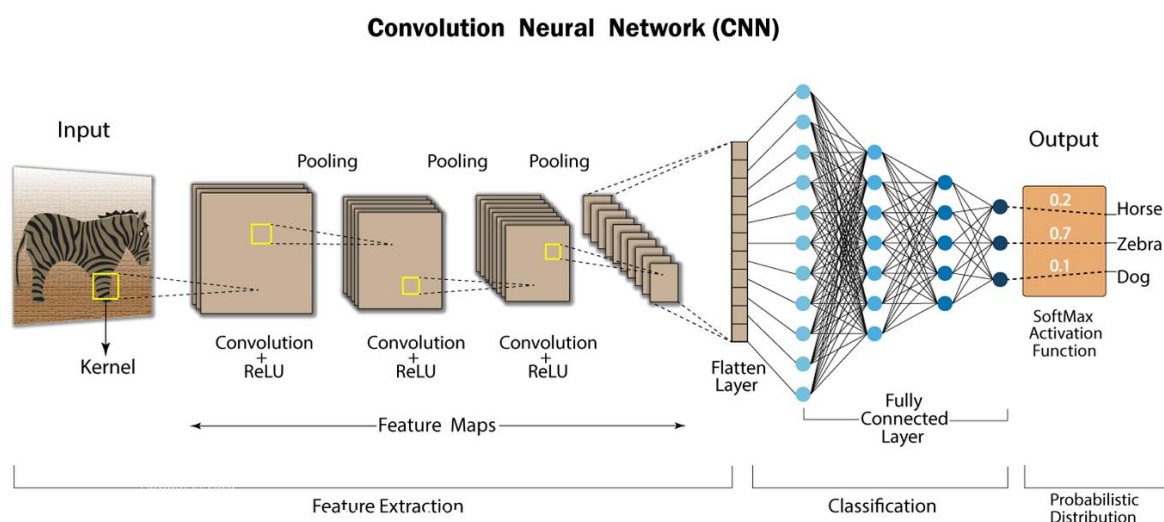 Convolution Neural Network (CNN)
Input
Kernel
Pooling
Pooling
Pooling
Convolution
+
ReLU
Convolution
+
ReLU
Convolution
+
ReLU
Feature Maps
Flatten
Layer
Fully
Connected
Layer
Output
0.2
Horse
0.7
Zebra
0.1
Dog
SoftMax
Activation
Function
Feature Extraction
Classification
Probabilistic
Distribution